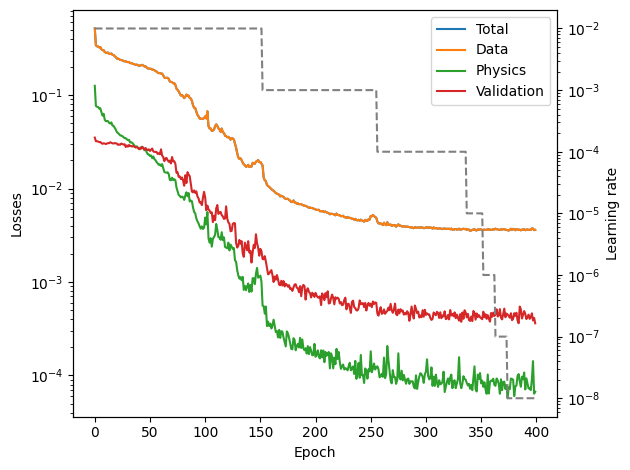 Total
Data
Physics
Validation
10⁻¹
10⁻²
10⁻³
10⁻⁴
Losses
0
50
100
150
200
250
300
350
400
Epoch
10⁻²
10⁻³
10⁻⁴
10⁻⁵
10⁻⁶
10⁻⁷
10⁻⁸
Learning rate